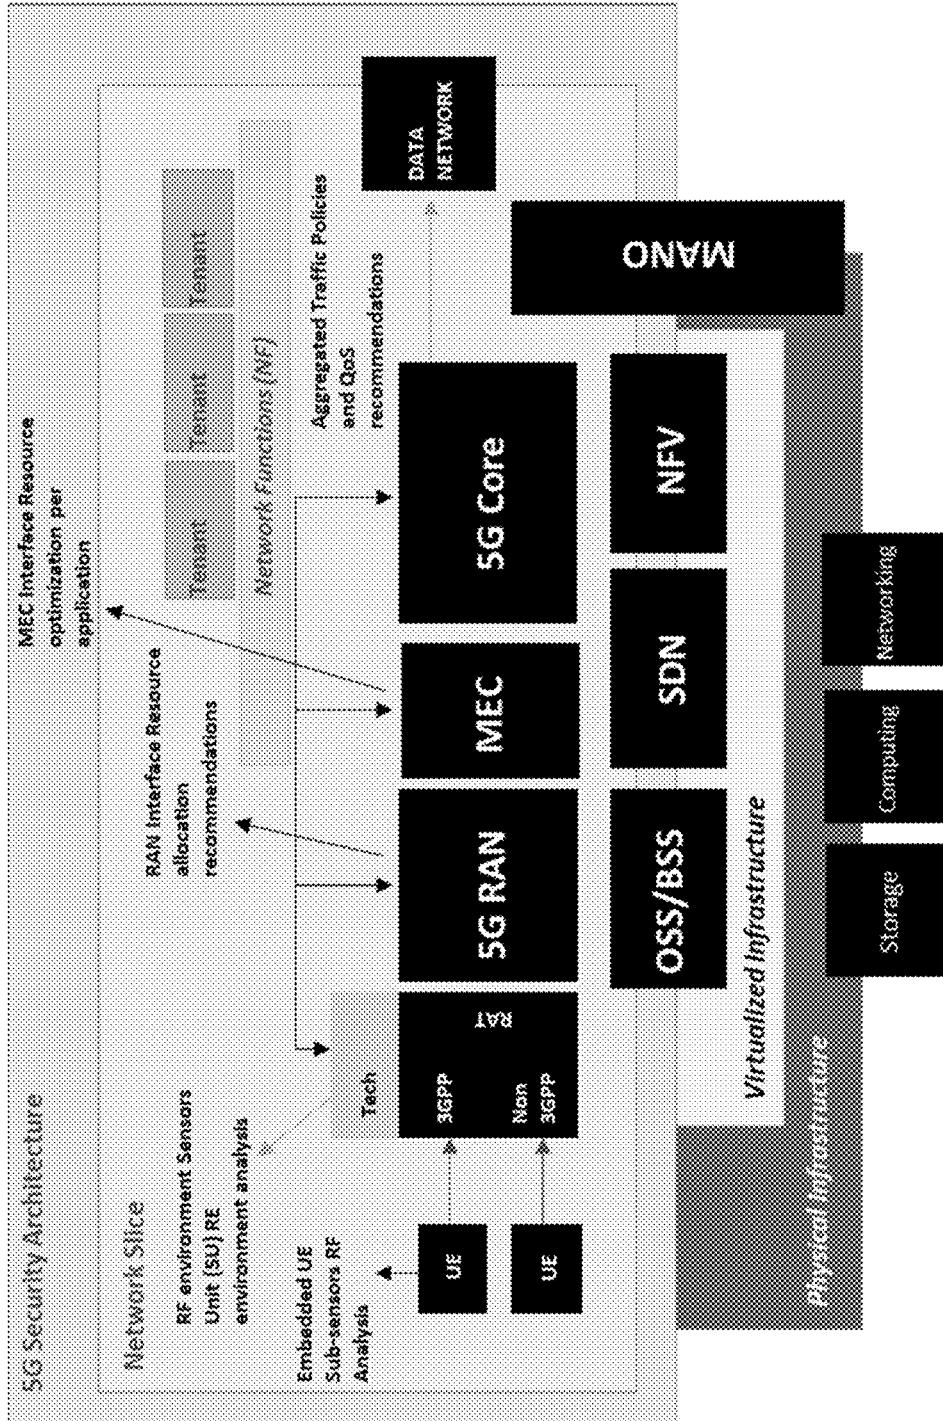 5G Security Architecture
MEC Interface Resource
optimization per
application
Network Slice
RF environment Sensors
Unit (SU) RE
environment analysis
RAN Interface Resource
allocation
recommendations
Tenant
Tenant
Tenant
Network Functions (NF)
Embedded UE
Sub-sensors RF
Analysis
Aggregated Traffic Policies
and QoS
recommendations
Tech
UE
UE
3GPP
Non
3GPP
RAT
5G RAN
MEC
5G Core
DATA
NETWORK
OSS/BSS
SDN
NFV
MANO
Virtualized Infrastructure
Physical Infrastructure
Storage
Computing
Networking